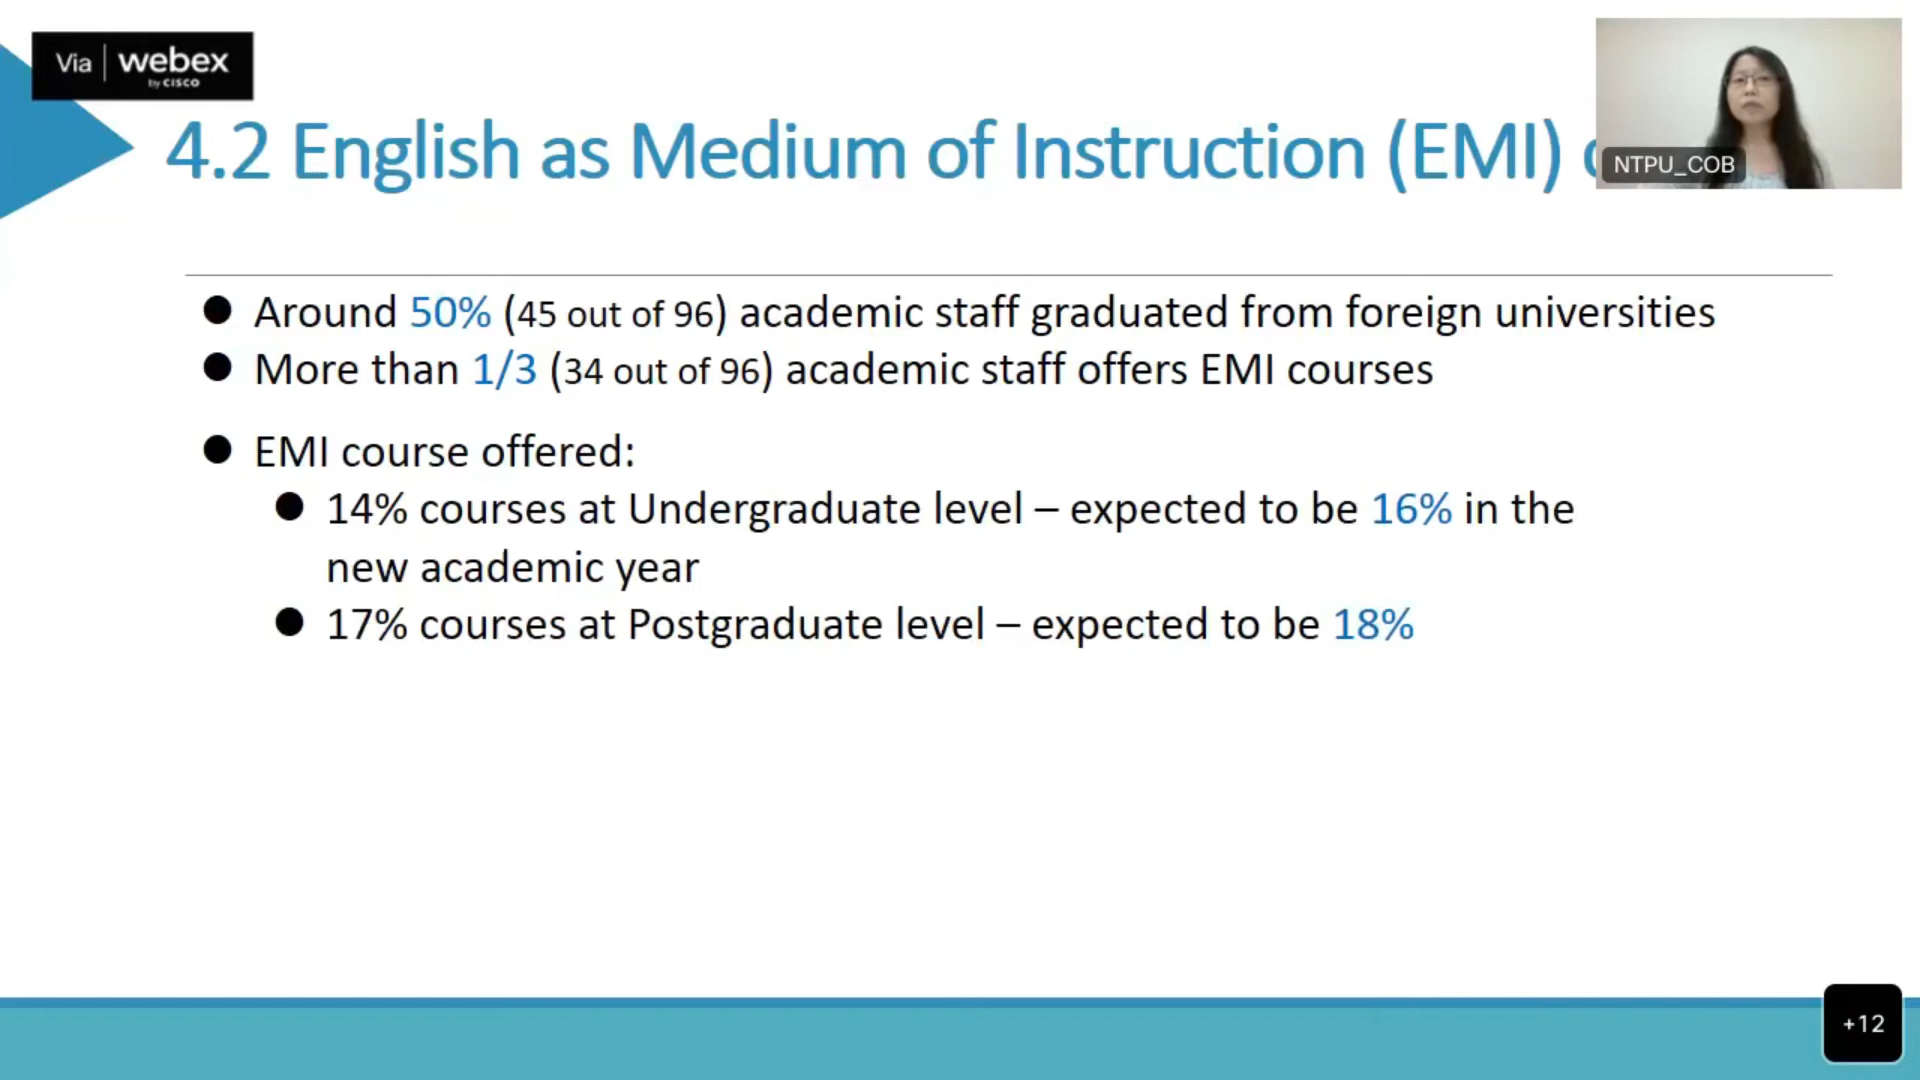 Via | webex
by CISCO
4.2 English as Medium of Instruction (EMI)
NTPU_COB
● Around 50% (45 out of 96) academic staff graduated from foreign universities
● More than 1/3 (34 out of 96) academic staff offers EMI courses
● EMI course offered:
● 14% courses at Undergraduate level – expected to be 16% in the
new academic year
● 17% courses at Postgraduate level – expected to be 18%
+12